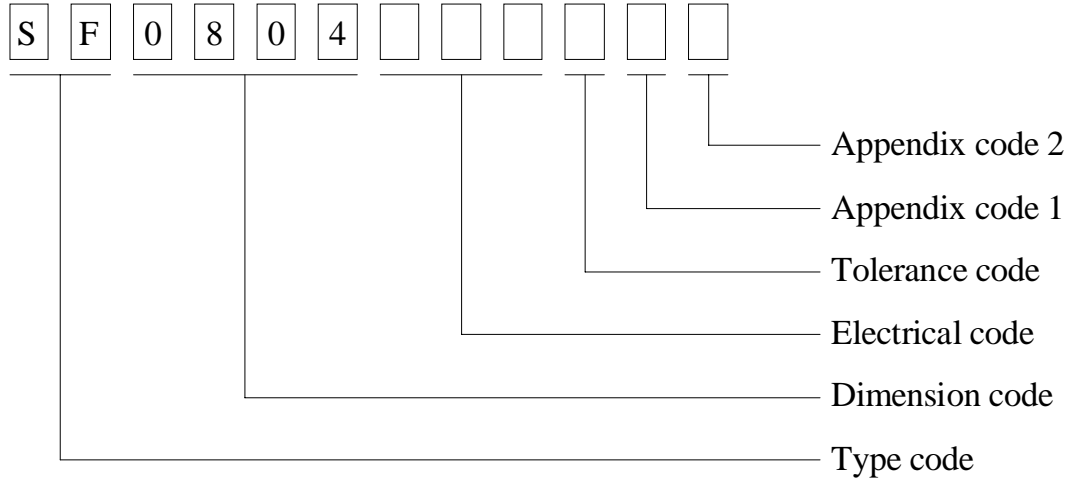 S F 0 8 0 4
Appendix code 2
Appendix code 1
Tolerance code
Electrical code
Dimension code
Type code